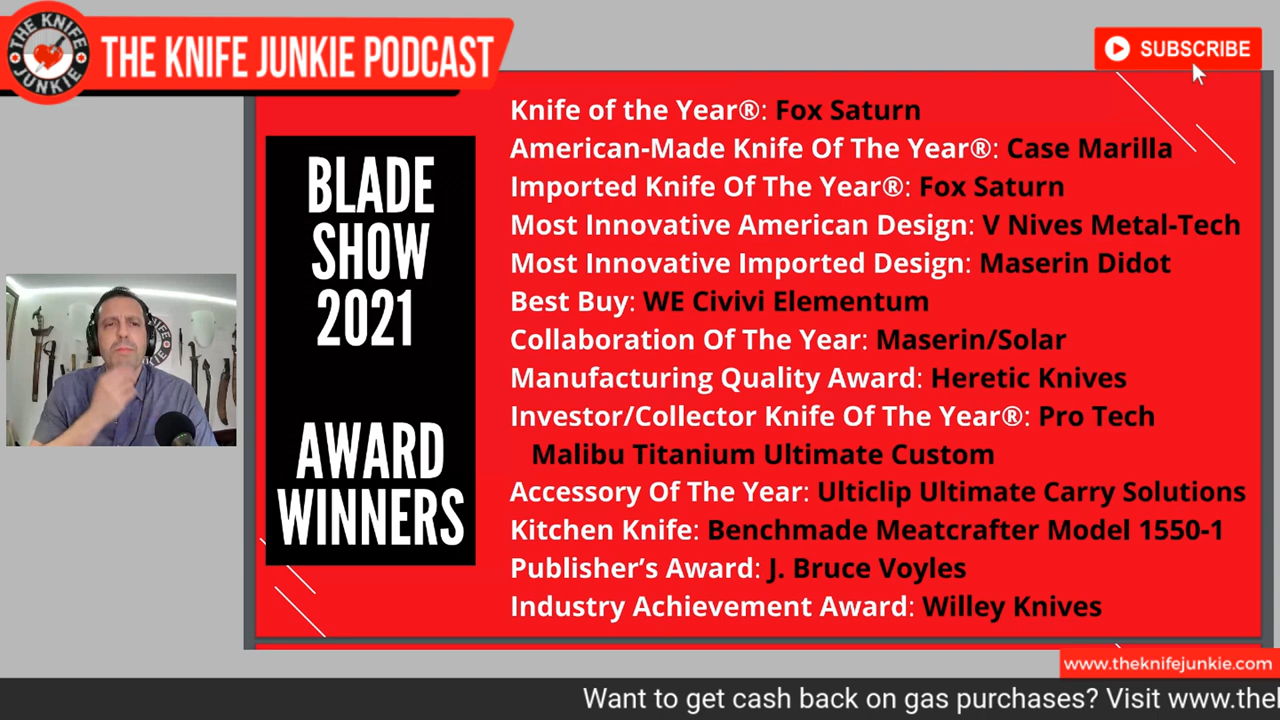 THE KNIFE JUNKIE
THE KNIFE JUNKIE PODCAST
SUBSCRIBE
BLADE
SHOW
2021
AWARD
WINNERS
Knife of the Year®: Fox Saturn
American-Made Knife Of The Year®: Case Marilla
Imported Knife Of The Year®: Fox Saturn
Most Innovative American Design: V Nives Metal-Tech
Most Innovative Imported Design: Maserin Didot
Best Buy: WE Civivi Elementum
Collaboration Of The Year: Maserin/Solar
Manufacturing Quality Award: Heretic Knives
Investor/Collector Knife Of The Year®: Pro Tech
Malibu Titanium Ultimate Custom
Accessory Of The Year: Ulticlip Ultimate Carry Solutions
Kitchen Knife: Benchmade Meatcrafter Model 1550-1
Publisher's Award: J. Bruce Voyles
Industry Achievement Award: Willey Knives
www.theknifejunkie.com
Want to get cash back on gas purchases? Visit www.the